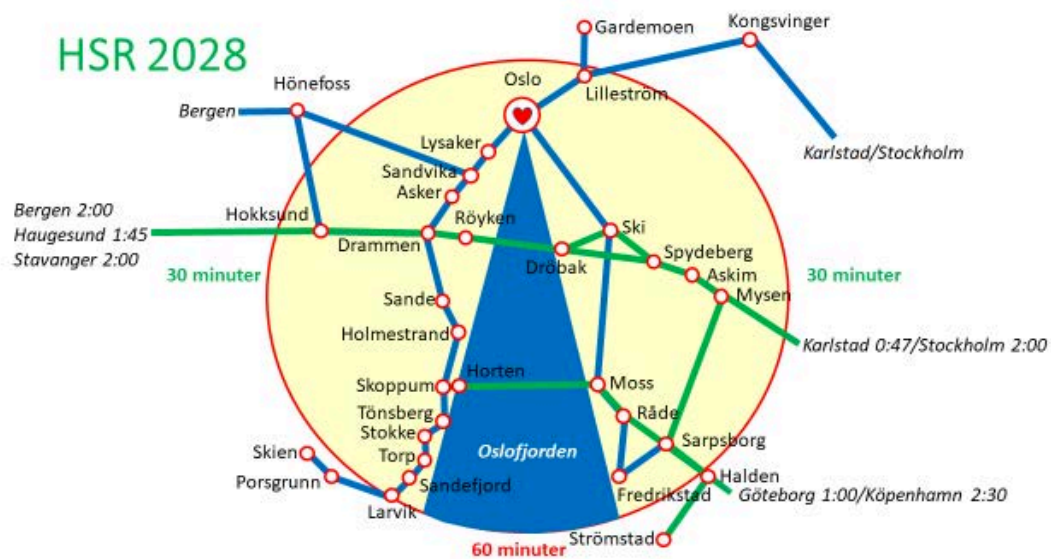 HSR 2028
Gardemoen
Kongsvinger
Oslo
Hönefoss
Lilleström
Bergen
Lysaker
Karlstad/Stockholm
Sandvika
Asker
Bergen 2:00
Hokksund
Röyken
Haugesund 1:45
Ski
Drammen
Stavanger 2:00
Dröbak
Spydeberg
30 minuter
Askim
30 minuter
Mysen
Sande
Holmestrand
Karlstad 0:47/Stockholm 2:00
Horten
Skoppum
Moss
Tönsberg
Råde
Stokke
Sarpsborg
Skien
Torp
Oslofjorden
Porsgrunn
Sandefjord
Halden
Fredrikstad
Göteborg 1:00/Köpenhamn 2:30
Larvik
Strömstad
60 minuter